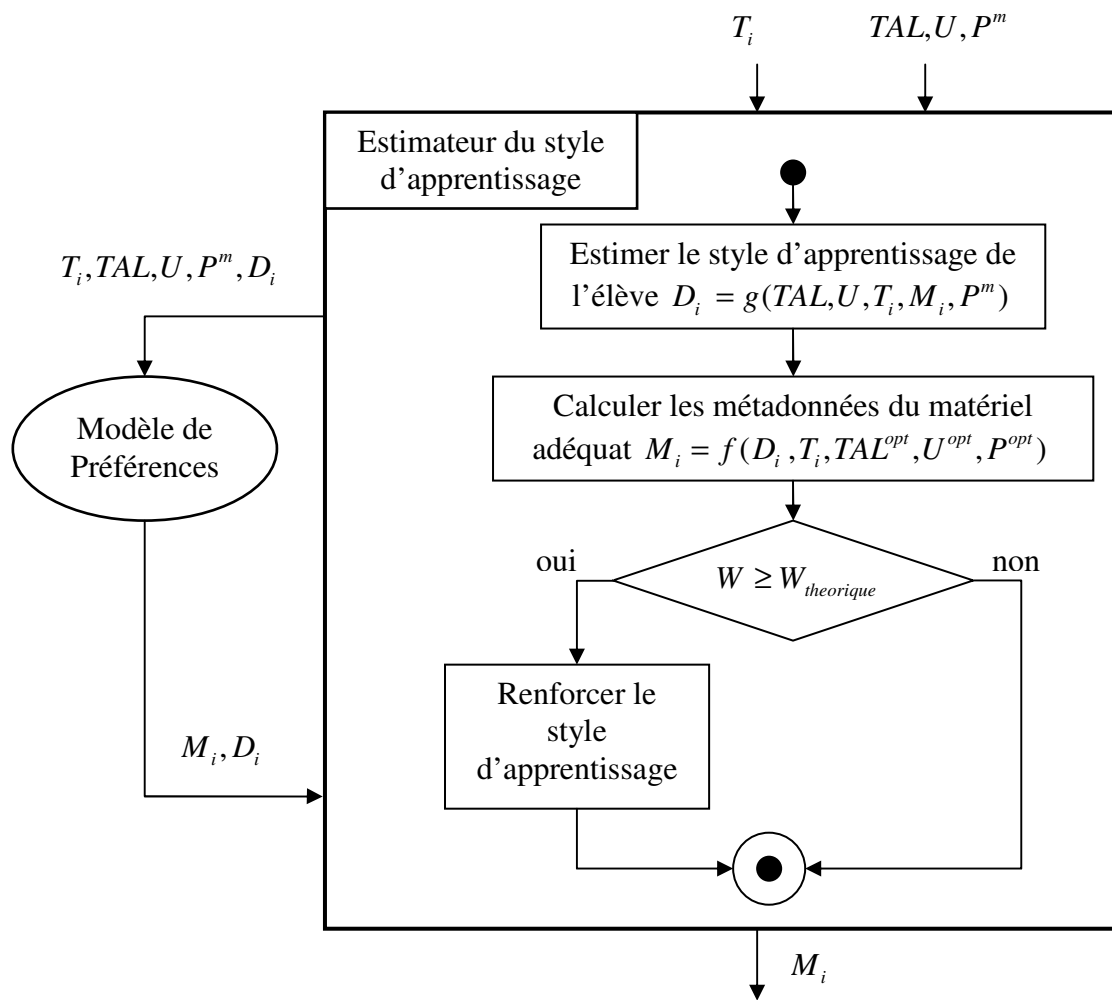 T_i
TAL,U,P^m
Estimateur du style
d'apprentissage
Estimer le style d'apprentissage de
l'élève D_i = g(TAL,U,T_i,M_i,P^m)
T_i,TAL,U,P^m,D_i
Calculer les métadonnées du matériel
adéquat M_i = f(D_i,T_i,TAL^opt,U^opt,P^opt)
Modèle de
Préférences
oui
W ≥ W_theorique
non
Renforcer le
style
d'apprentissage
M_i,D_i
M_i